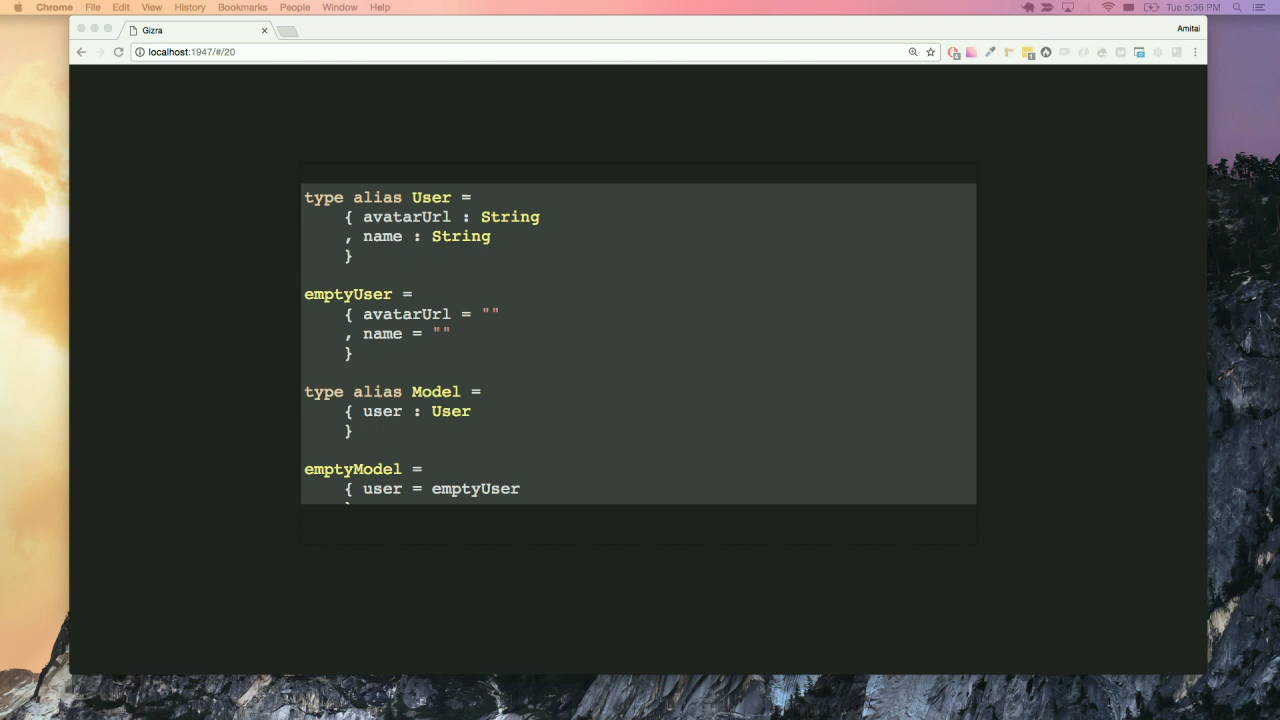 Chrome File Edit View History Bookmarks People Window Help Tue 5:36 PM
Gizra Amitai
localhost:1947/#/20
type alias User =
{ avatarUrl : String
, name : String
}
emptyUser =
{ avatarUrl = ""
, name = ""
}
type alias Model =
{ user : User
}
emptyModel =
{ user = emptyUser